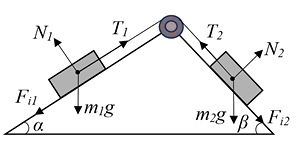 N₁ T₁ T₂ N₂
Fᵢ₁ m₁g m₂g Fᵢ₂
α β